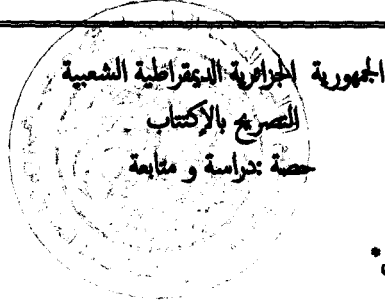 الجمهورية الجزائرية الديمقراطية الشعبية
التصريح بالإكتتاب
حصة :دراسة و متابعة